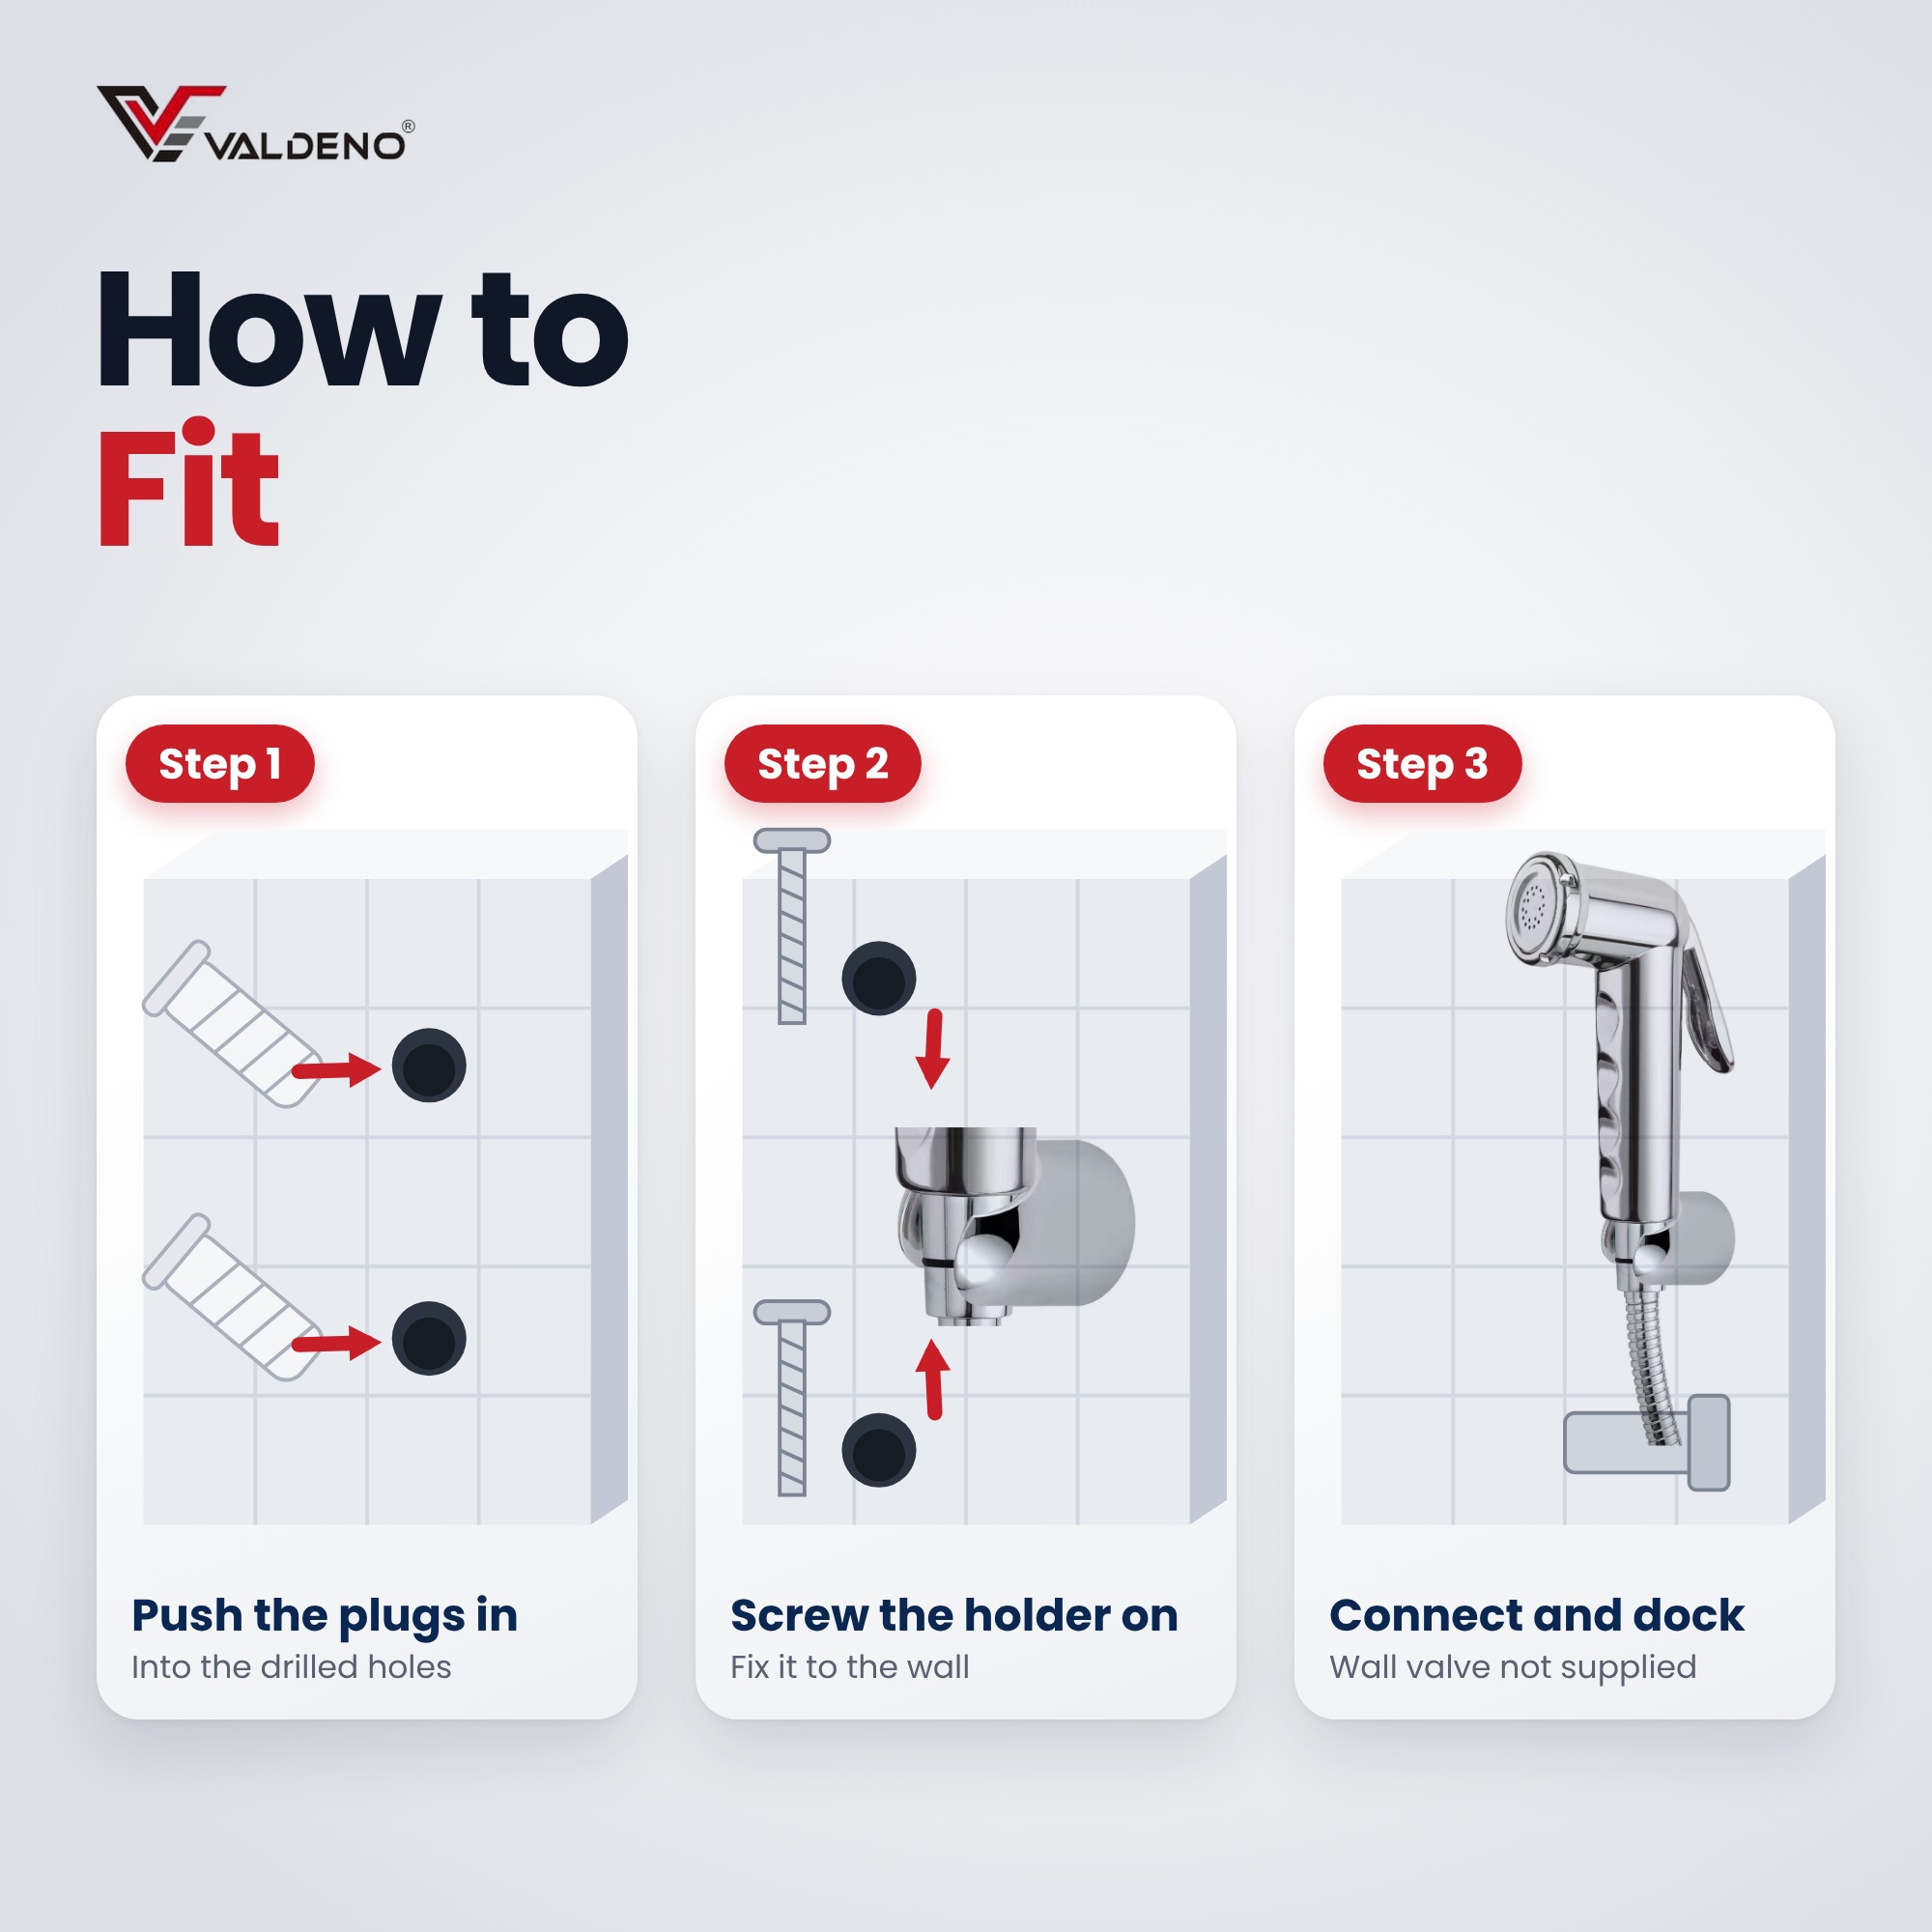 VALDENO®
How to
Fit
Step 1
Push the plugs in
Into the drilled holes
Step 2
Screw the holder on
Fix it to the wall
Step 3
Connect and dock
Wall valve not supplied